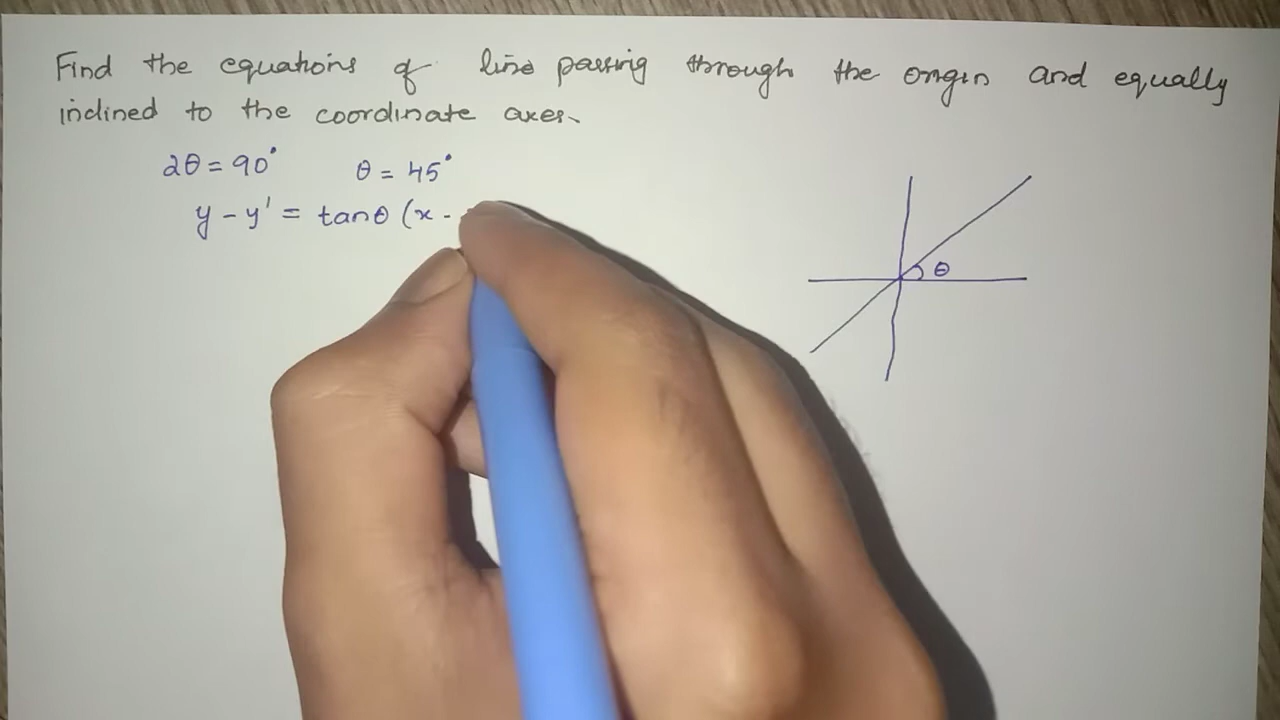 Find the equations of line passing through the origin and equally
inclined to the coordinate axes.
2θ = 90° θ = 45°
y - y' = tanθ (x -
θ